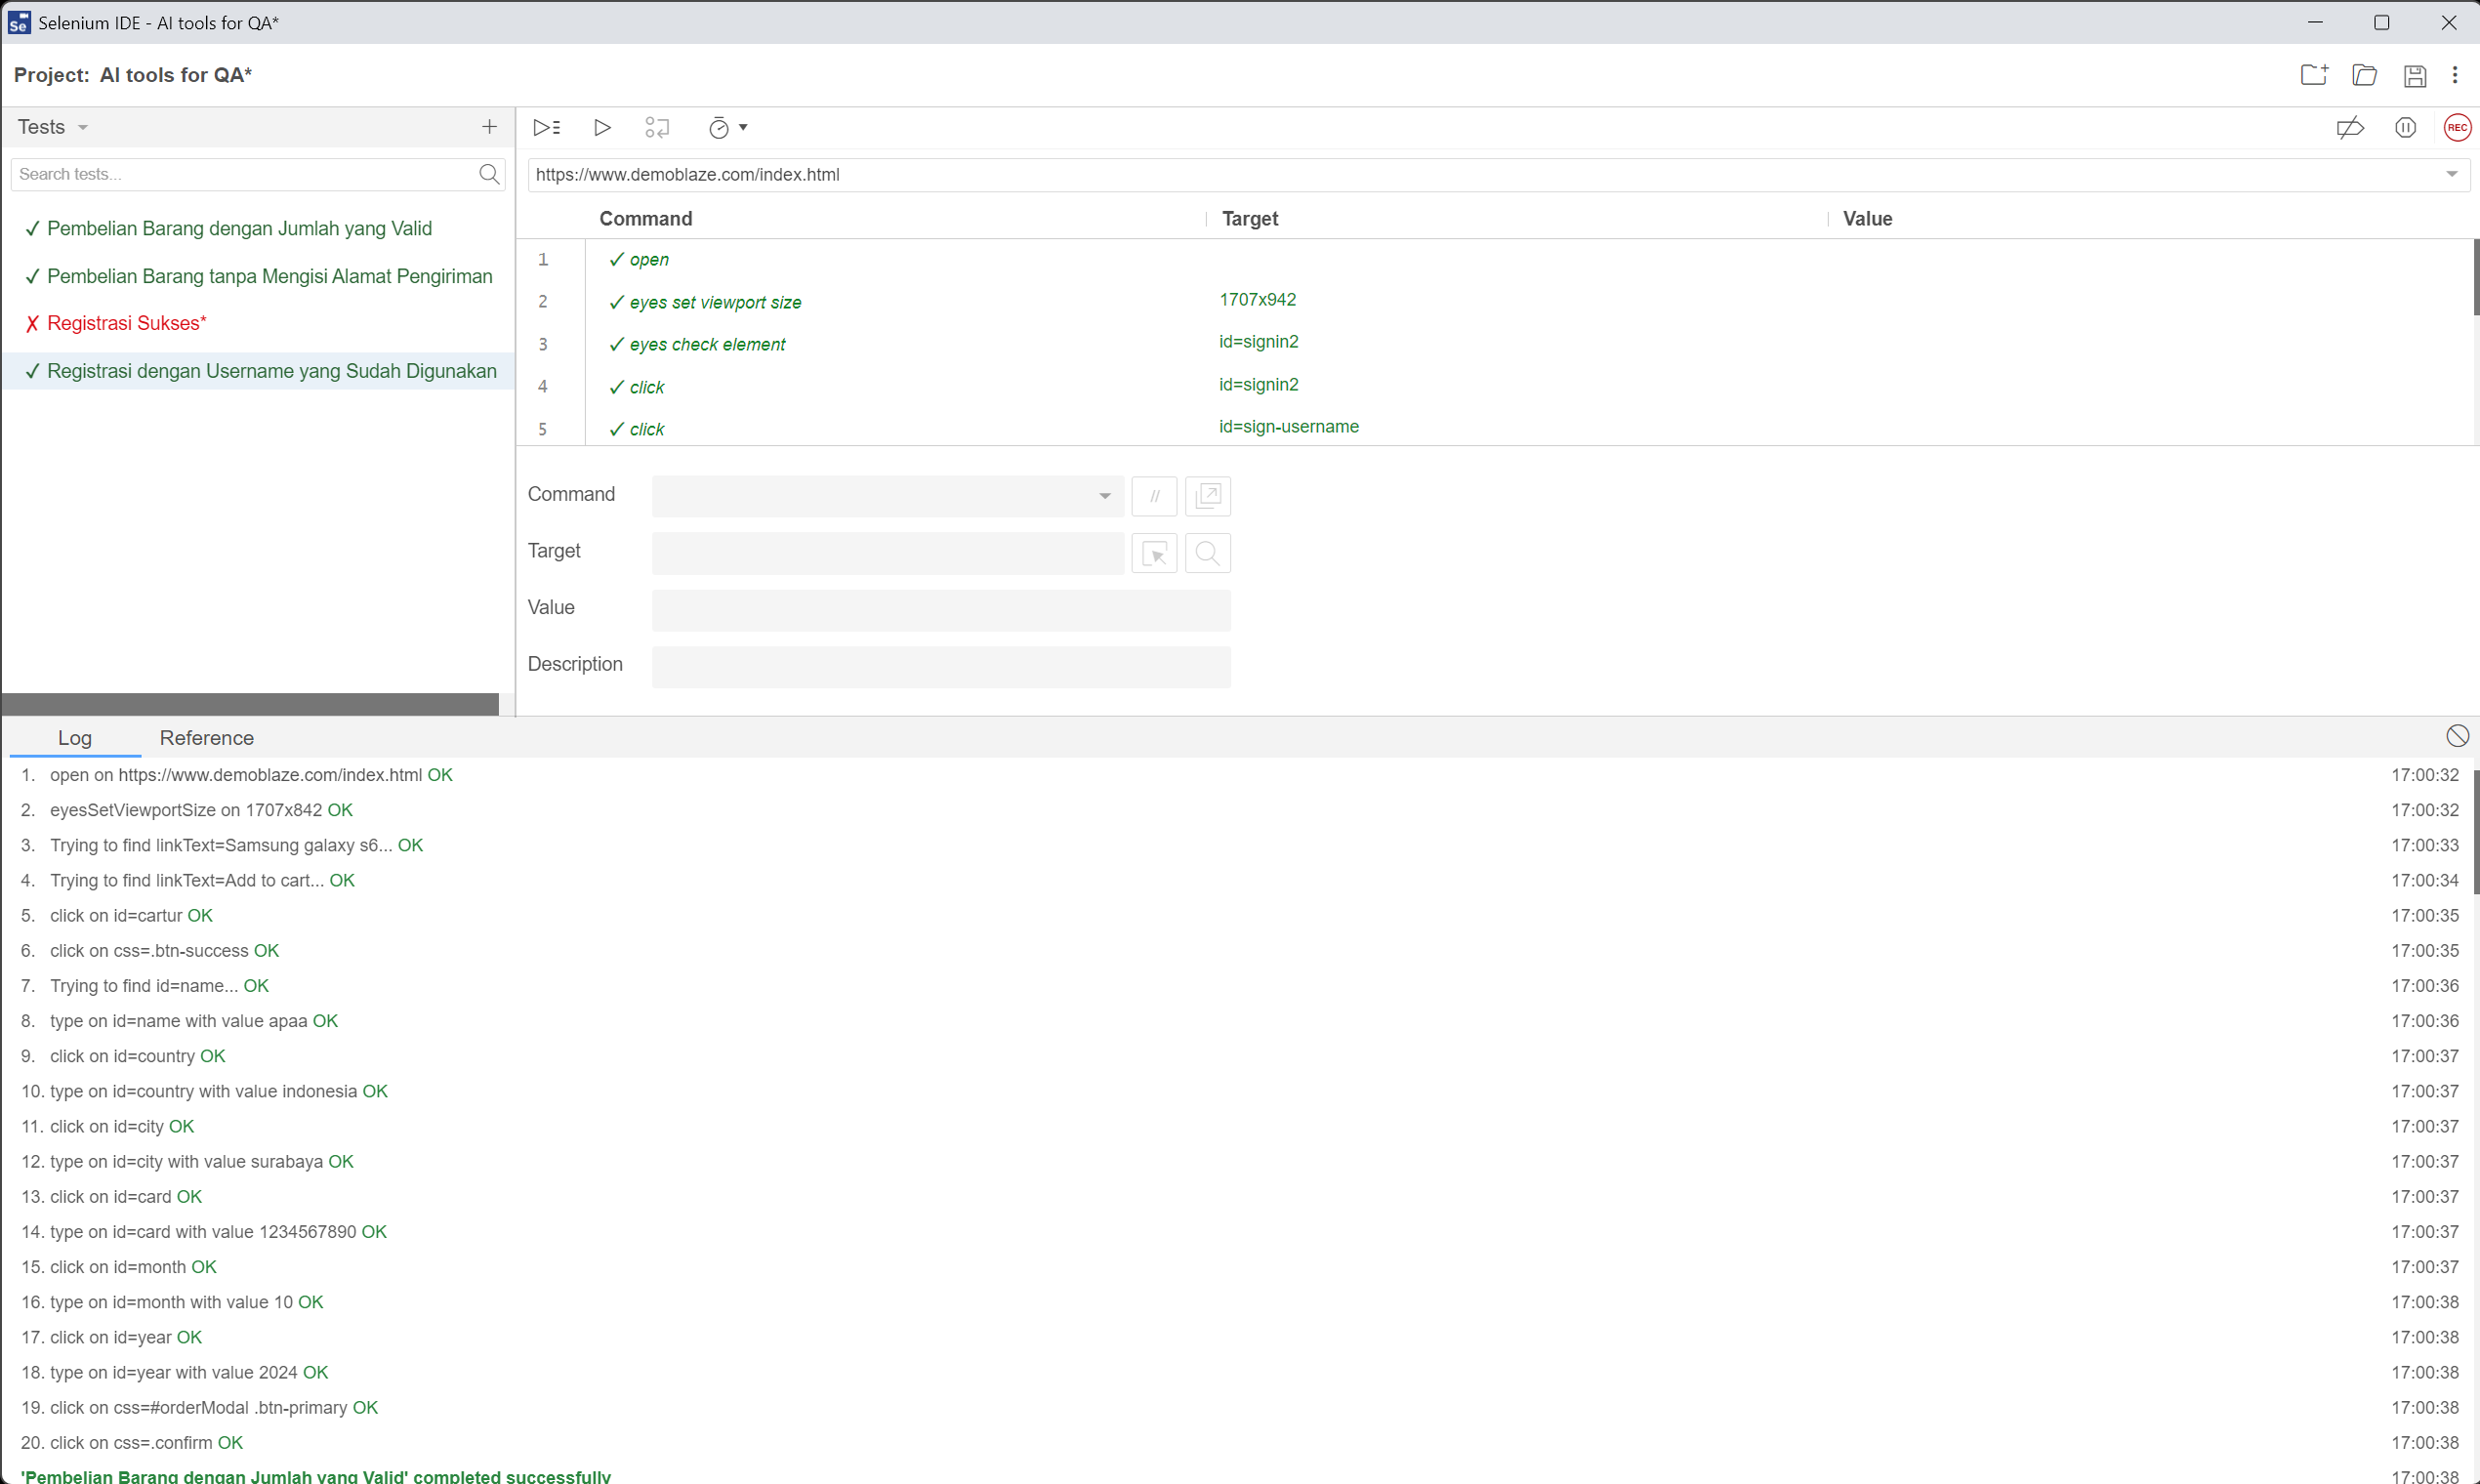 Selenium IDE - AI tools for QA*
Project: AI tools for QA*
Tests
Search tests...
✓ Pembelian Barang dengan Jumlah yang Valid
✓ Pembelian Barang tanpa Mengisi Alamat Pengiriman
✗ Registrasi Sukses*
✓ Registrasi dengan Username yang Sudah Digunakan
REC
https://www.demoblaze.com/index.html
Command Target Value
1 ✓ open
2 ✓ eyes set viewport size 1707x942
3 ✓ eyes check element id=signin2
4 ✓ click id=signin2
5 ✓ click id=sign-username
Command //
Target
Value
Description
Log Reference
1. open on https://www.demoblaze.com/index.html OK 17:00:32
2. eyesSetViewportSize on 1707x842 OK 17:00:32
3. Trying to find linkText=Samsung galaxy s6... OK 17:00:33
4. Trying to find linkText=Add to cart... OK 17:00:34
5. click on id=cartur OK 17:00:35
6. click on css=.btn-success OK 17:00:35
7. Trying to find id=name... OK 17:00:36
8. type on id=name with value apaa OK 17:00:36
9. click on id=country OK 17:00:37
10. type on id=country with value indonesia OK 17:00:37
11. click on id=city OK 17:00:37
12. type on id=city with value surabaya OK 17:00:37
13. click on id=card OK 17:00:37
14. type on id=card with value 1234567890 OK 17:00:37
15. click on id=month OK 17:00:37
16. type on id=month with value 10 OK 17:00:38
17. click on id=year OK 17:00:38
18. type on id=year with value 2024 OK 17:00:38
19. click on css=#orderModal .btn-primary OK 17:00:38
20. click on css=.confirm OK 17:00:38
'Pembelian Barang dengan Jumlah yang Valid' completed successfully 17:00:38